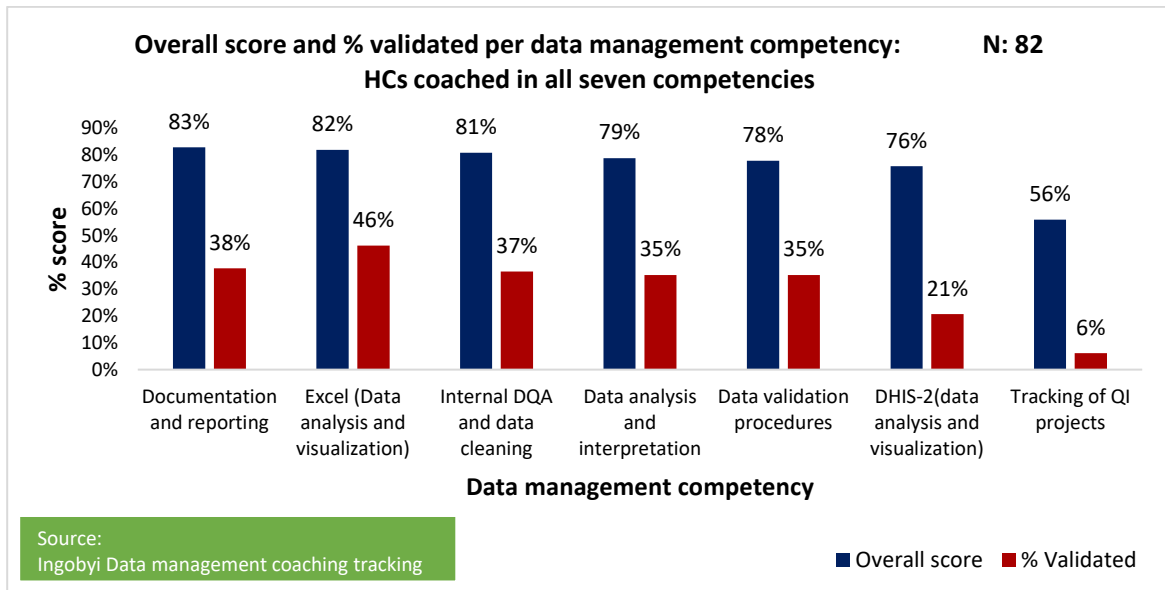 Overall score and % validated per data management competency: N: 82
HCs coached in all seven competencies
% score
90%
80%
70%
60%
50%
40%
30%
20%
10%
0%
83%
38%
82%
46%
81%
37%
79%
35%
78%
35%
76%
21%
56%
6%
Documentation
and reporting
Excel (Data
analysis and
visualization)
Internal DQA
and data
cleaning
Data analysis
and
interpretation
Data validation
procedures
DHIS-2(data
analysis and
visualization)
Tracking of QI
projects
Data management competency
Source:
Ingobyi Data management coaching tracking
Overall score
% Validated